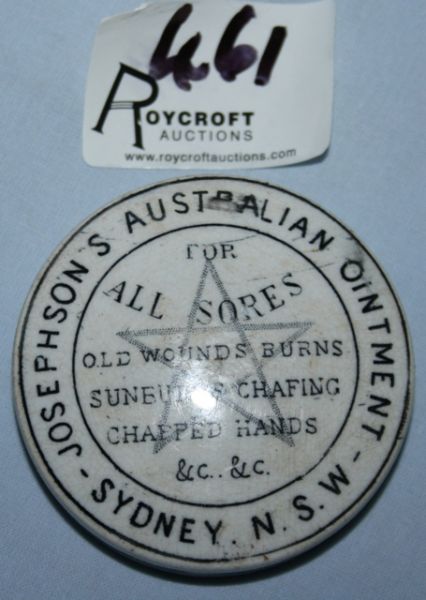 461
ROYCROFT
AUCTIONS
www.roycroftauctions.com
JOSEPHSON'S AUSTRALIAN OINTMENT
FOR
ALL SORES
OLD WOUNDS BURNS
SUNBURNS CHAFING
CHAPPED HANDS
&c.. &c.
- SYDNEY. N. S. W -